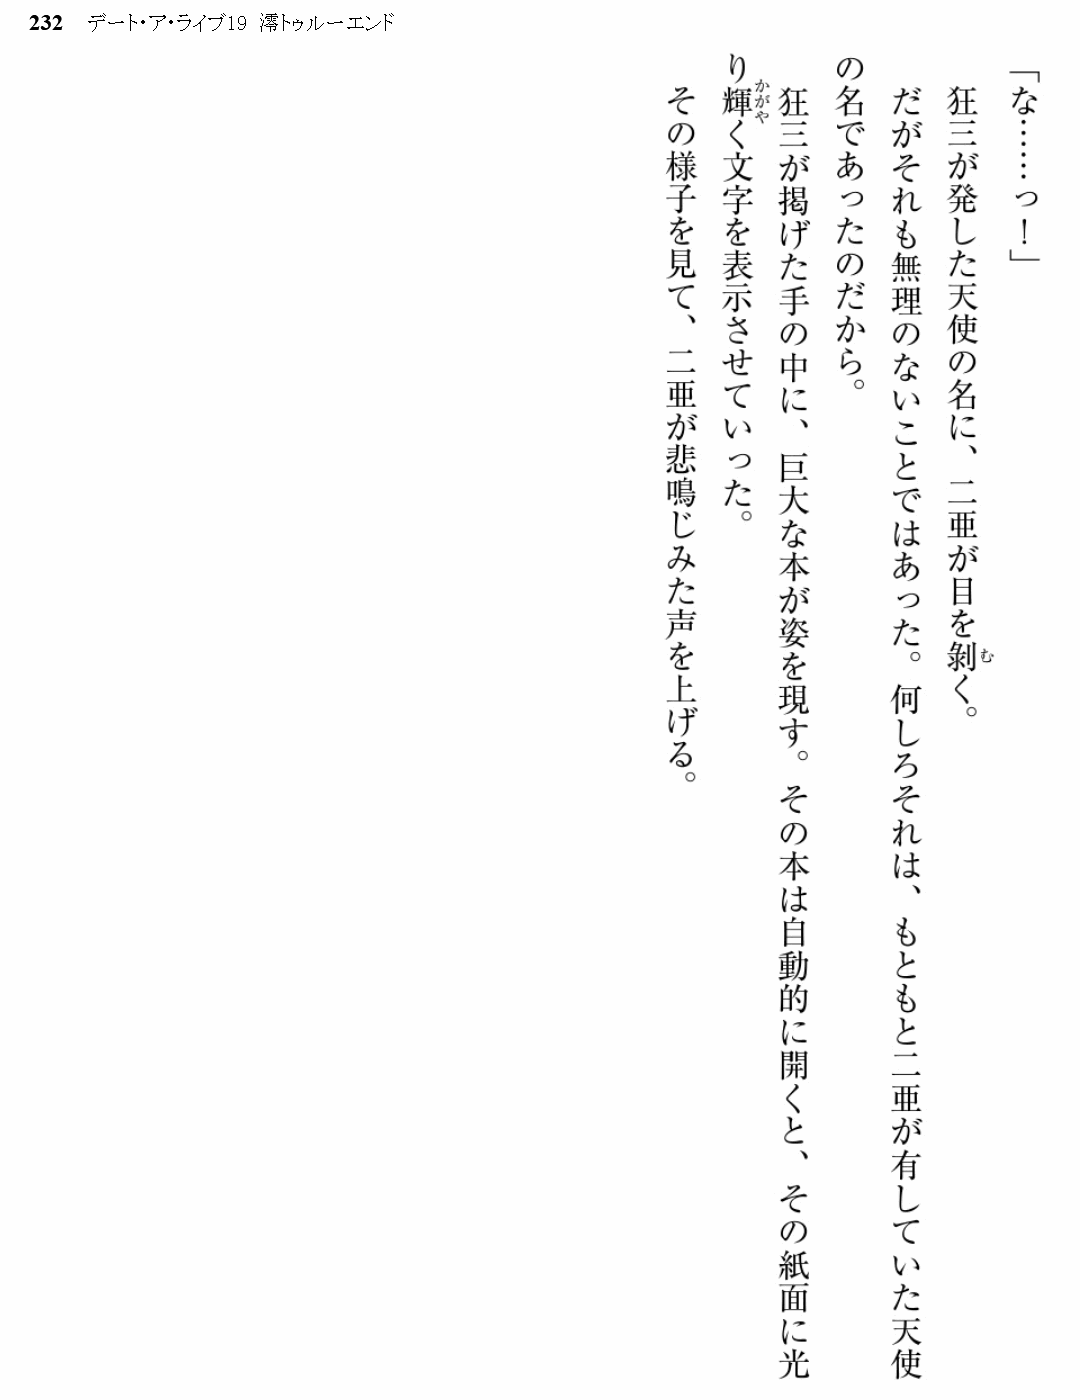 232 デート・ア・ライブ19 澪トゥルーエンド
「な……っ！」
狂三が発した天使の名に、二亜が目を剝く。
だがそれも無理のないことではあった。何しろそれは、もともと二亜が有していた天使
の名であったのだから。
狂三が掲げた手の中に、巨大な本が姿を現す。その本は自動的に開くと、その紙面に光
り輝く文字を表示させていった。
その様子を見て、二亜が悲鳴じみた声を上げる。